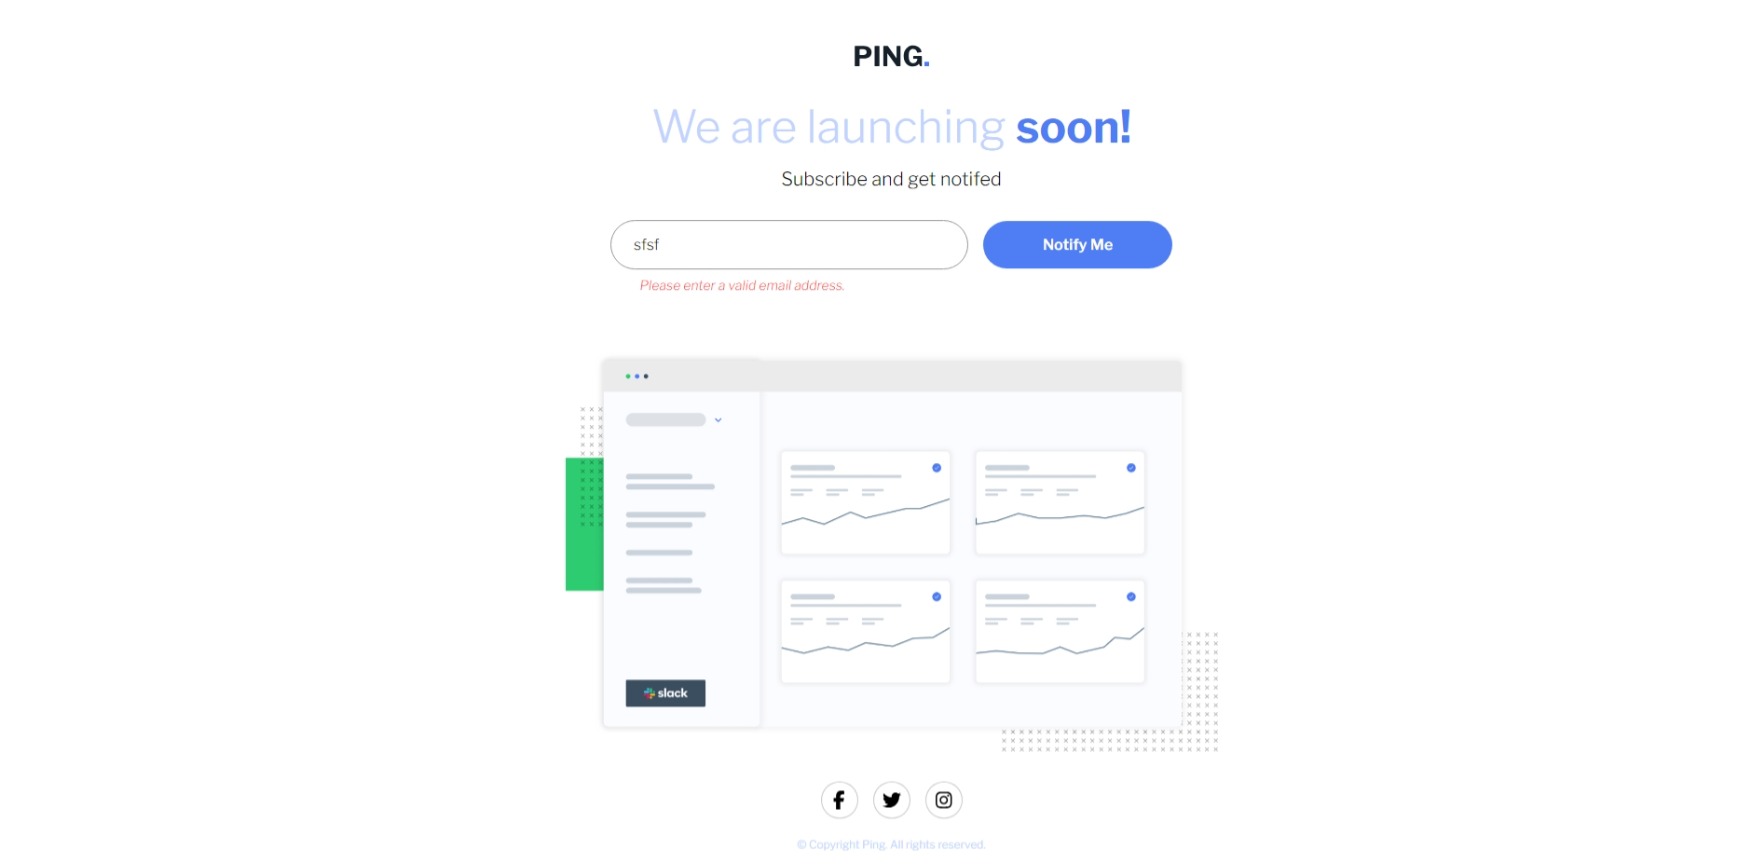 PING.
We are launching soon!
Subscribe and get notifed
sfsf
Notify Me
Please enter a valid email address.
slack
© Copyright Ping. All rights reserved.